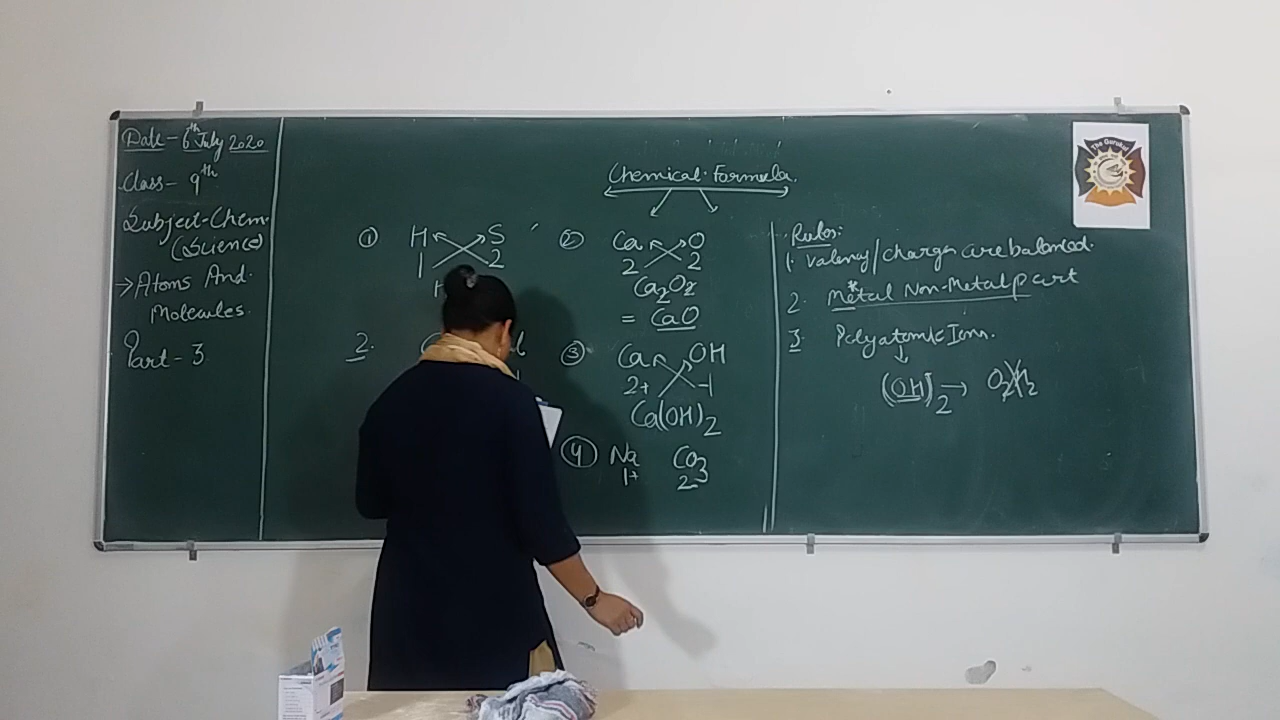 Date - 6th July 2020
Class - 9th
Subject - Chem.
(Science)
→ Atoms And
Molecules.
Part - 3
Chemical Formula.
① H S
1 2
H
2.
② Ca O
2 2
Ca2O2
= CaO
③ Ca OH
2+ -1
Ca(OH)2
④ Na CO3
1+ 2-
Rules:
1. Valency/charges are balanced.
2. Metal Non-Metal part
3. Polyatomic Ions.
(OH)2 → O2H2
The Gurukul